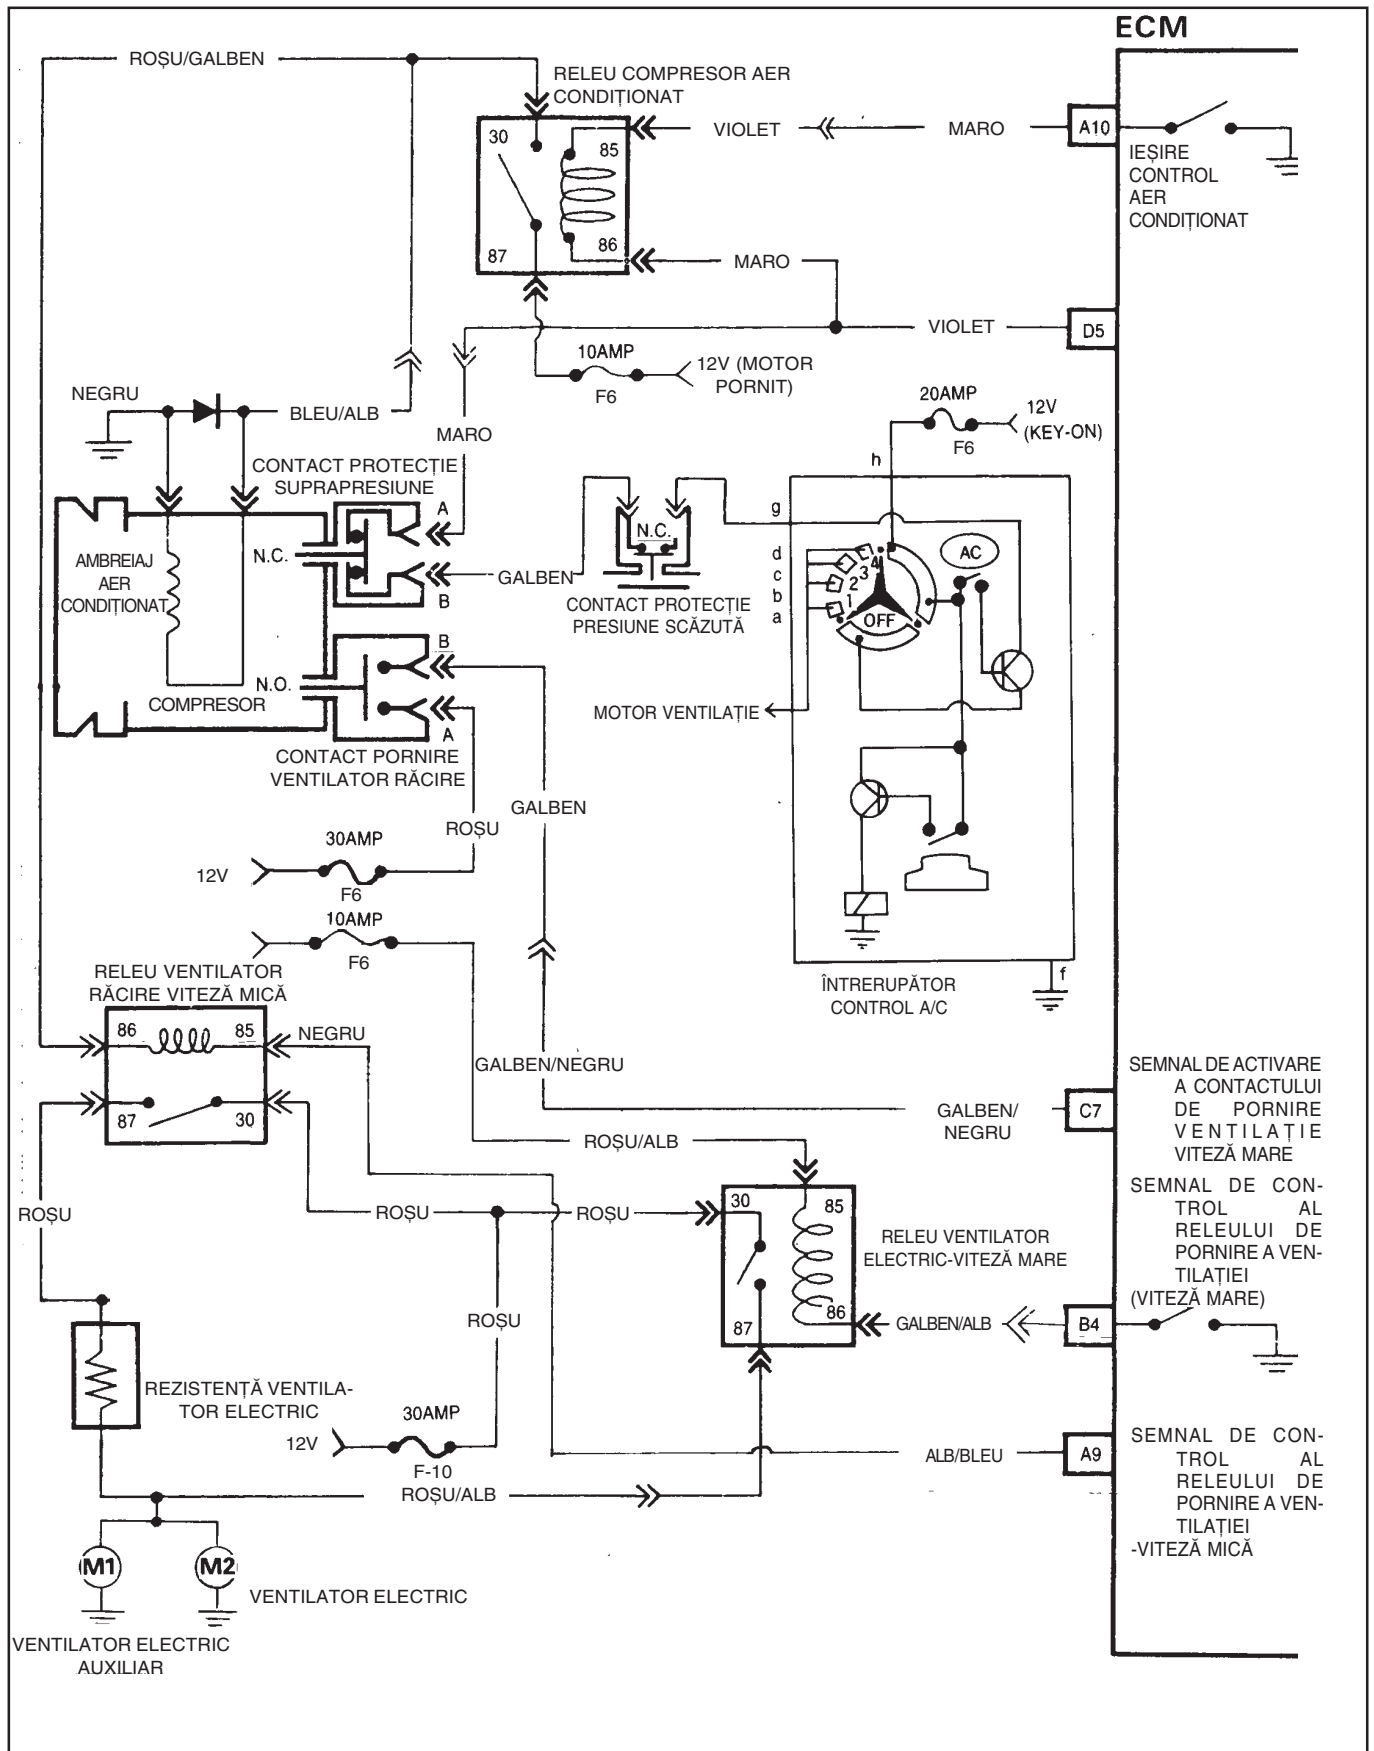 ECM
ROȘU/GALBEN
RELEU COMPRESOR AER
CONDIȚIONAT
30
85
86
87
VIOLET
MARO
A10
IEȘIRE
CONTROL
AER
CONDIȚIONAT
MARO
VIOLET
D5
10AMP
F6
12V (MOTOR
PORNIT)
20AMP
F6
12V
(KEY-ON)
NEGRU
BLEU/ALB
MARO
CONTACT PROTECȚIE
SUPRAPRESIUNE
A
N.C.
B
GALBEN
N.C.
CONTACT PROTECȚIE
PRESIUNE SCĂZUTĂ
AMBREIAJ
AER
CONDIȚIONAT
COMPRESOR
B
N.O.
A
CONTACT PORNIRE
VENTILATOR RĂCIRE
h
g
d
c
b
a
4
3
2
1
OFF
AC
MOTOR VENTILAȚIE
f
ÎNTRERUPĂTOR
CONTROL A/C
GALBEN
ROȘU
30AMP
12V
F6
10AMP
F6
RELEU VENTILATOR
RĂCIRE VITEZĂ MICĂ
86
85
87
30
NEGRU
GALBEN/NEGRU
GALBEN/
NEGRU
C7
SEMNAL DE ACTIVARE
A CONTACTULUI
DE PORNIRE
VENTILAȚIE
VITEZĂ MARE
ROȘU/ALB
ROȘU
ROȘU
ROȘU
ROȘU
30
85
86
87
RELEU VENTILATOR
ELECTRIC-VITEZĂ MARE
GALBEN/ALB
B4
SEMNAL DE CON-
TROL AL
RELEULUI DE
PORNIRE A VEN-
TILAȚIEI
(VITEZĂ MARE)
REZISTENȚĂ VENTILA-
TOR ELECTRIC
30AMP
12V
F-10
ROȘU/ALB
ALB/BLEU
A9
SEMNAL DE CON-
TROL AL
RELEULUI DE
PORNIRE A VEN-
TILAȚIEI
-VITEZĂ MICĂ
M1
M2
VENTILATOR ELECTRIC
VENTILATOR ELECTRIC
AUXILIAR